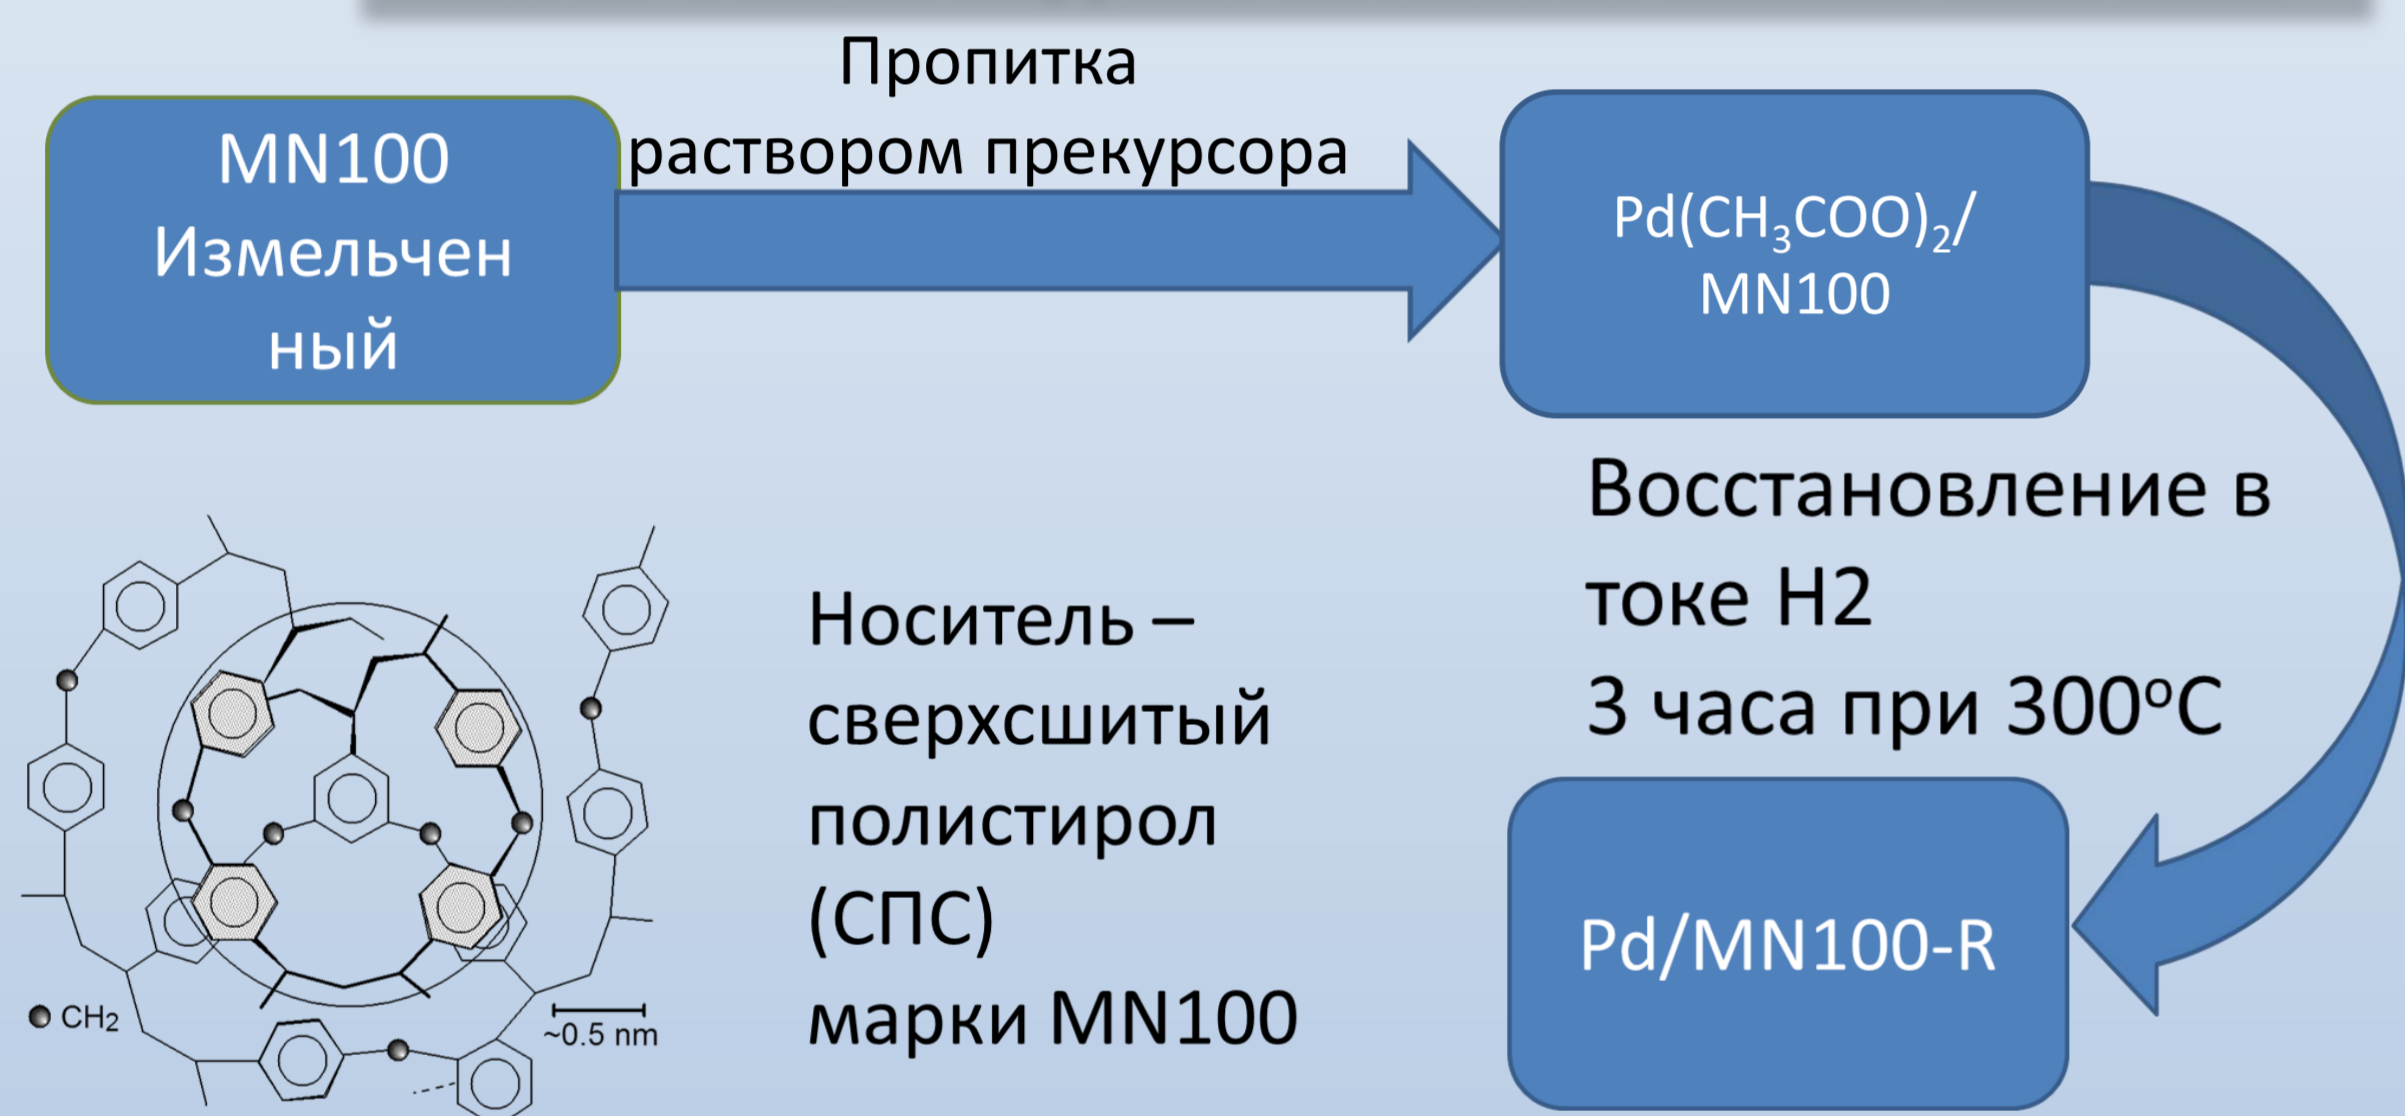 Пропитка
раствором прекурсора
MN100
Измельчен
ный
Pd(CH₃COO)₂/
MN100
Восстановление в
токе H2
3 часа при 300ºC
Носитель –
сверхсшитый
полистирол
(СПС)
марки MN100
Pd/MN100-R
CH₂
~0.5 nm